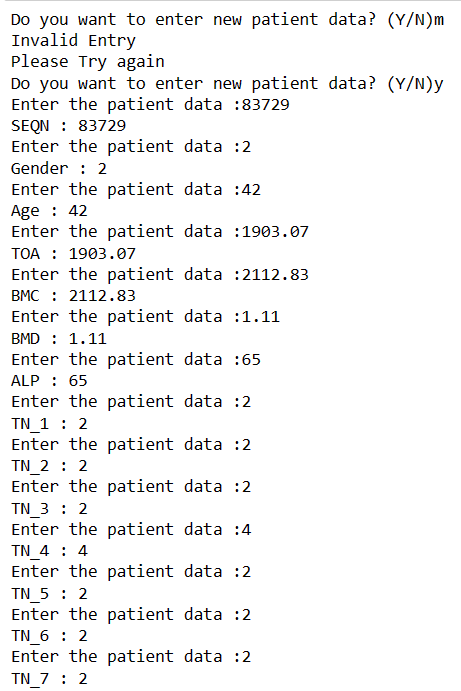 Do you want to enter new patient data? (Y/N)m
Invalid Entry
Please Try again
Do you want to enter new patient data? (Y/N)y
Enter the patient data :83729
SEQN : 83729
Enter the patient data :2
Gender : 2
Enter the patient data :42
Age : 42
Enter the patient data :1903.07
TOA : 1903.07
Enter the patient data :2112.83
BMC : 2112.83
Enter the patient data :1.11
BMD : 1.11
Enter the patient data :65
ALP : 65
Enter the patient data :2
TN_1 : 2
Enter the patient data :2
TN_2 : 2
Enter the patient data :2
TN_3 : 2
Enter the patient data :4
TN_4 : 4
Enter the patient data :2
TN_5 : 2
Enter the patient data :2
TN_6 : 2
Enter the patient data :2
TN_7 : 2